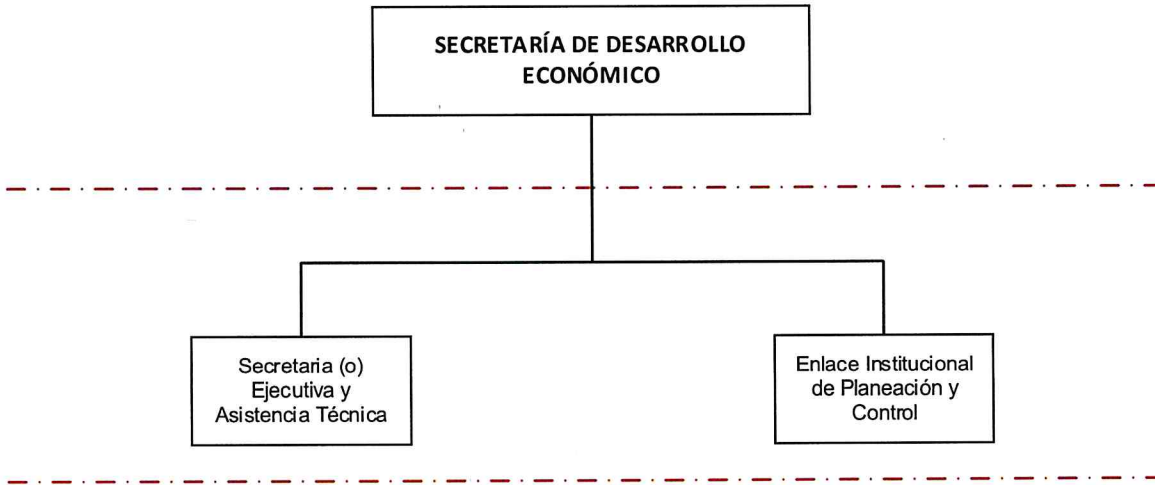 SECRETARÍA DE DESARROLLO
ECONÓMICO
Secretaria (o)
Ejecutiva y
Asistencia Técnica
Enlace Institucional
de Planeación y
Control